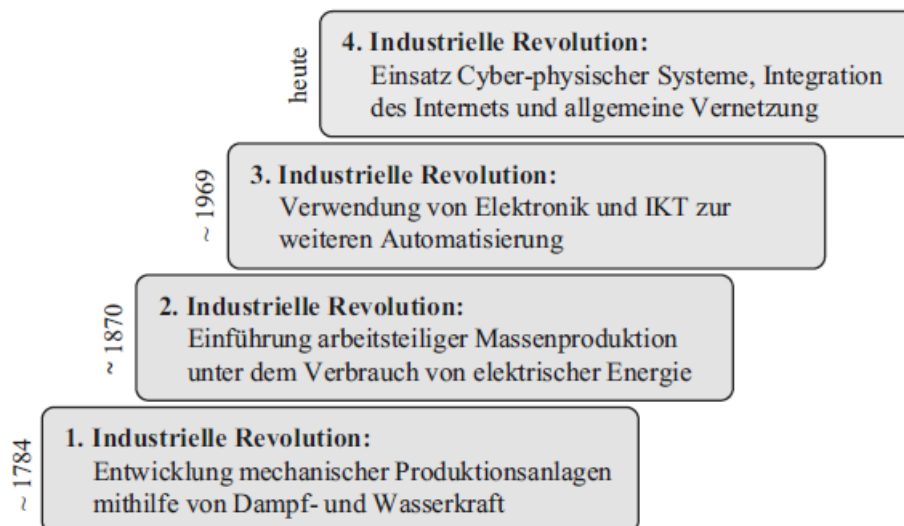 heute
4. Industrielle Revolution:
Einsatz Cyber-physischer Systeme, Integration
des Internets und allgemeine Vernetzung
~ 1969
3. Industrielle Revolution:
Verwendung von Elektronik und IKT zur
weiteren Automatisierung
~ 1870
2. Industrielle Revolution:
Einführung arbeitsteiliger Massenproduktion
unter dem Verbrauch von elektrischer Energie
~ 1784
1. Industrielle Revolution:
Entwicklung mechanischer Produktionsanlagen
mithilfe von Dampf- und Wasserkraft